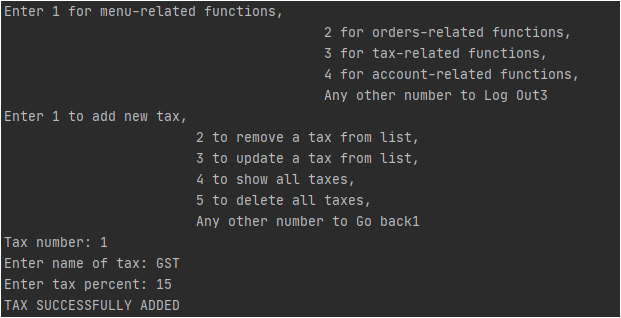 Enter 1 for menu-related functions,
2 for orders-related functions,
3 for tax-related functions,
4 for account-related functions,
Any other number to Log Out3
Enter 1 to add new tax,
2 to remove a tax from list,
3 to update a tax from list,
4 to show all taxes,
5 to delete all taxes,
Any other number to Go back1
Tax number: 1
Enter name of tax: GST
Enter tax percent: 15
TAX SUCCESSFULLY ADDED